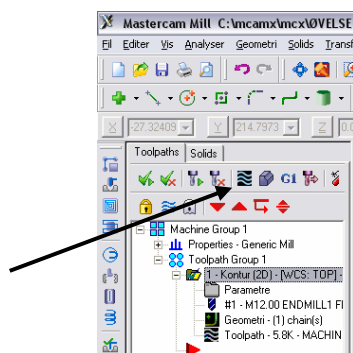 Mastercam Mill C:\mcamx\mcx\ØVELSE
Fil Editer Vis Analyser Geometri Solids Transf
X -27.32409 Y 214.7973 Z 0.0
Toolpaths Solids
G1
Machine Group 1
Properties - Generic Mill
Toolpath Group 1
1 - Kontur (2D) - [WCS: TOP] -
Parametre
#1 - M12.00 ENDMILL1 Fl
Geometri - (1) chain(s)
Toolpath - 5.8K - MACHIN